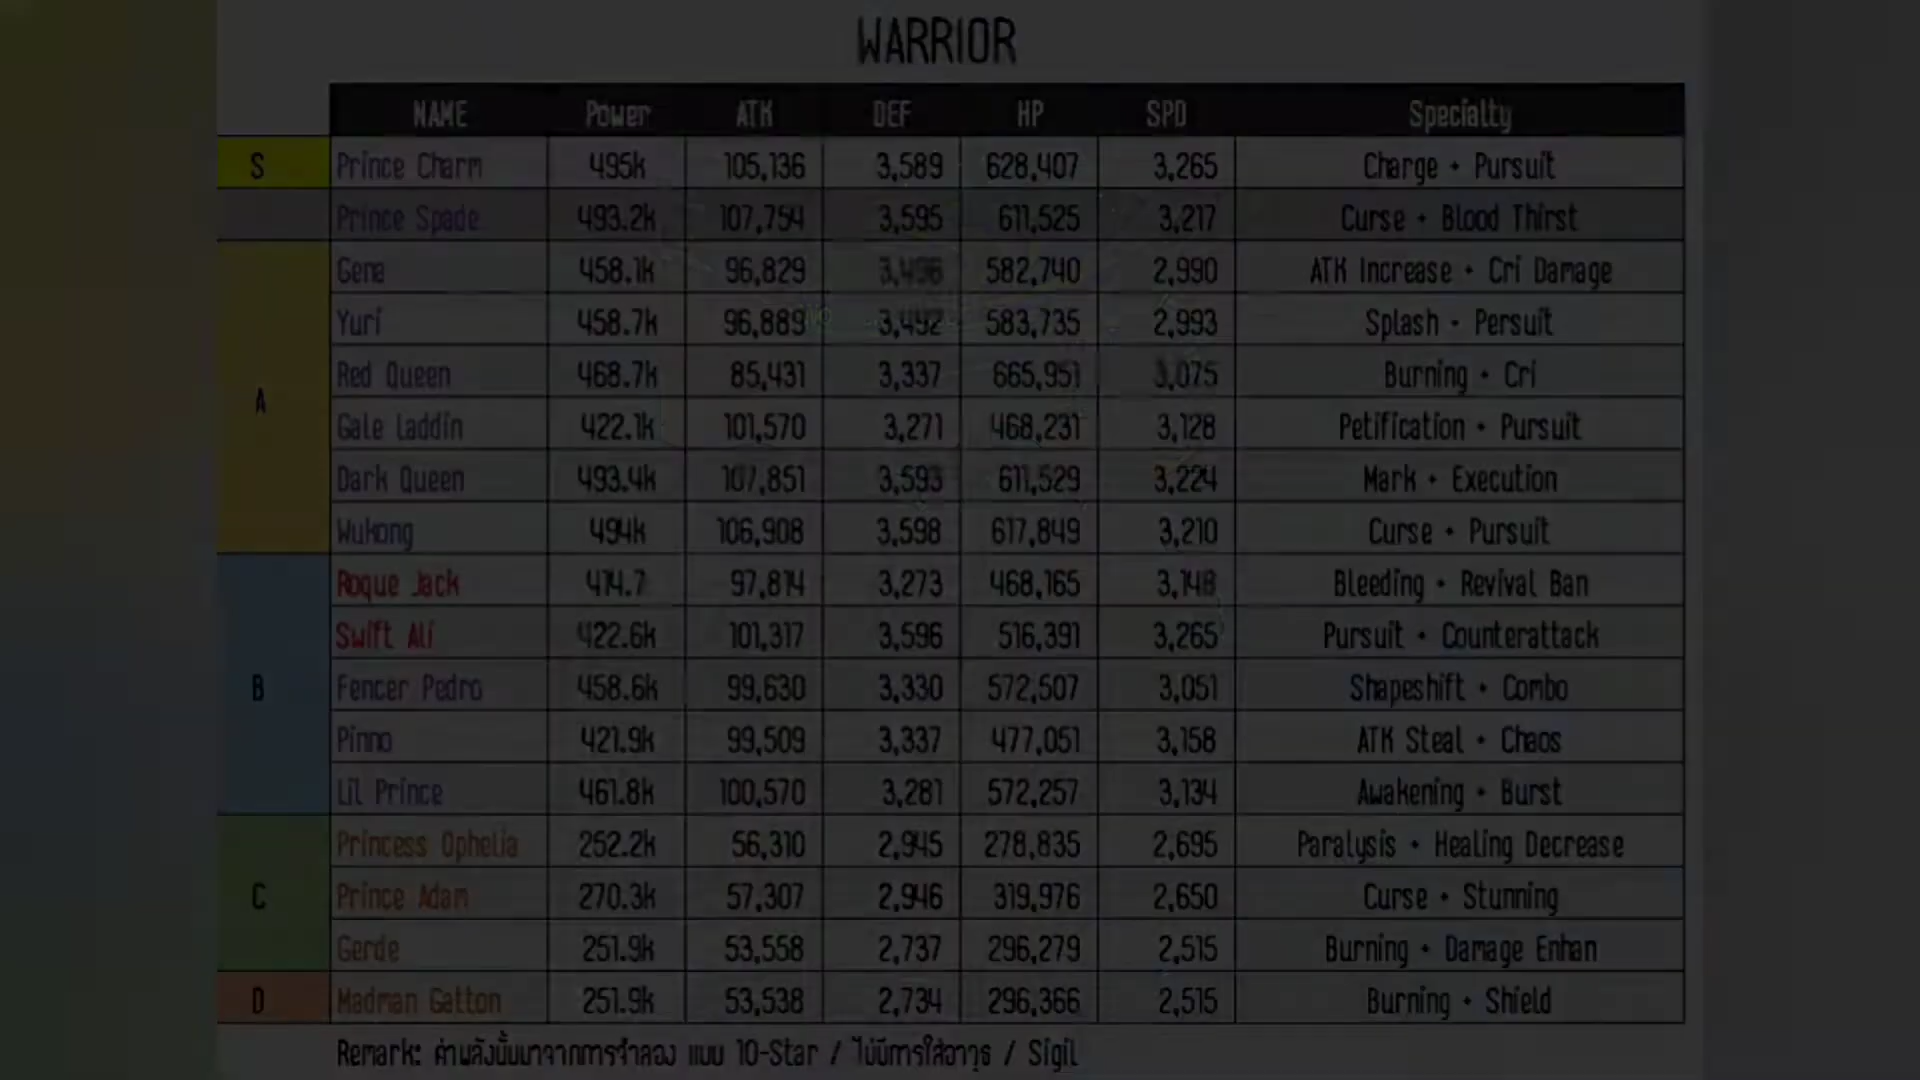 WARRIOR
NAME Power ATK DEF HP SPD Specialty
S Prince Charm 495k 105,136 3,589 628,407 3,265 Charge • Pursuit
Prince Spade 493.2k 107,754 3,595 611,525 3,217 Curse • Blood Thirst
Gena 458.1k 96,829 3,496 582,740 2,990 ATK Increase • Cri Damage
Yuri 458.7k 96,889 3,492 583,735 2,993 Splash • Persuit
Red Queen 468.7k 85,431 3,337 665,951 3,075 Burning • Cri
A Gale Laddin 422.1k 101,570 3,271 468,231 3,128 Petification • Pursuit
Dark Queen 493.4k 107,851 3,593 611,529 3,224 Mark • Execution
Wukong 494k 106,908 3,598 617,849 3,210 Curse • Pursuit
Roque Jack 414.7 97,814 3,273 468,165 3,148 Bleeding • Revival Ban
Swift Ali 422.6k 101,317 3,596 516,391 3,265 Pursuit • Counterattack
B Fencer Pedro 458.6k 99,630 3,330 572,507 3,051 Shapeshift • Combo
Pinno 421.9k 99,509 3,337 477,051 3,158 ATK Steal • Chaos
Lil Prince 461.8k 100,570 3,281 572,257 3,134 Awakening • Burst
Princess Ophelia 252.2k 56,310 2,945 278,835 2,695 Paralysis • Healing Decrease
C Prince Adam 270.3k 57,307 2,946 319,976 2,650 Curse • Stunning
Gerde 251.9k 53,558 2,737 296,279 2,515 Burning • Damage Enhan
D Madman Gatton 251.9k 53,538 2,734 296,366 2,515 Burning • Shield
Remark: ค่าพลังนั้นมาจากการจำลอง แบบ 10-Star / ไม่มีการใส่อาวุธ / Sigil